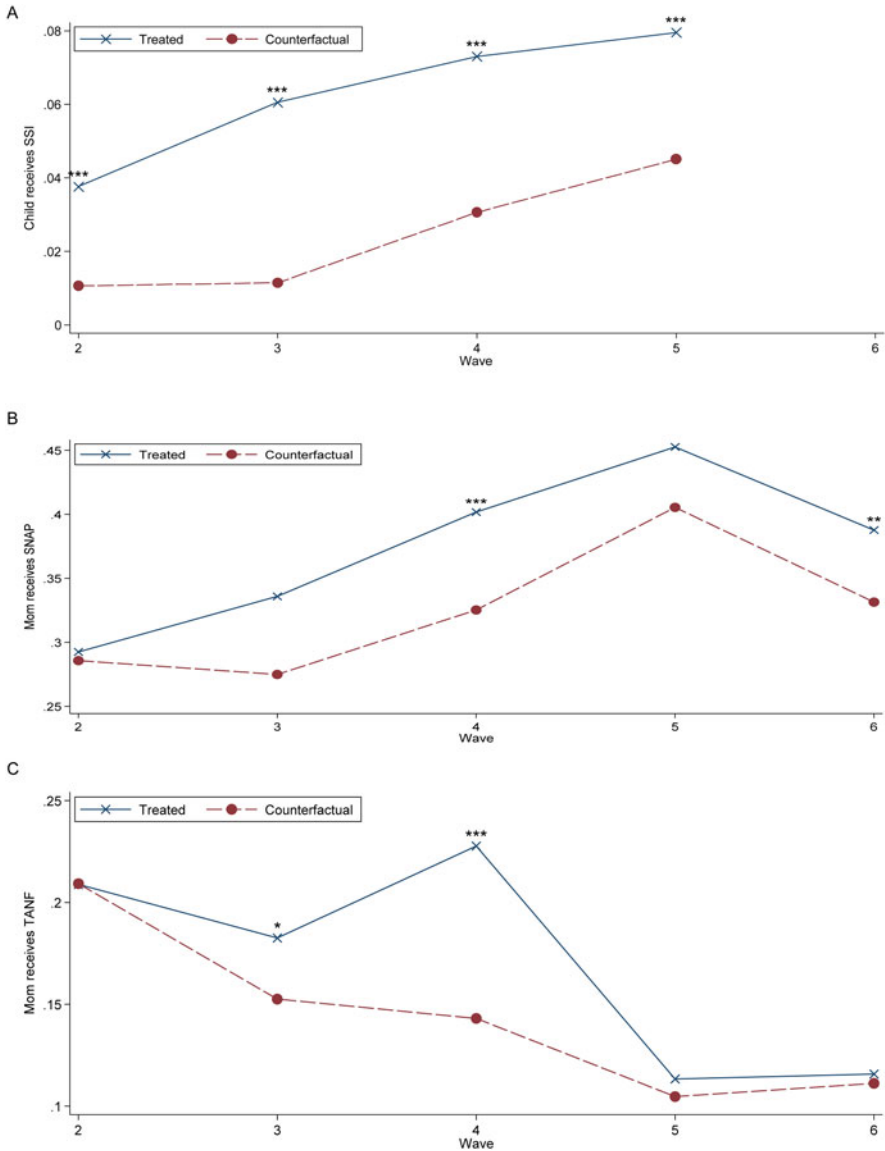 A
Treated Counterfactual
Child receives SSI
.08
.06
.04
.02
0
***
***
***
***
2 3 4 5 6
Wave
B
Treated Counterfactual
Mom receives SNAP
.45
.4
.35
.3
.25
***
**
2 3 4 5 6
Wave
C
Treated Counterfactual
Mom receives TANF
.25
.2
.15
.1
*
***
2 3 4 5 6
Wave